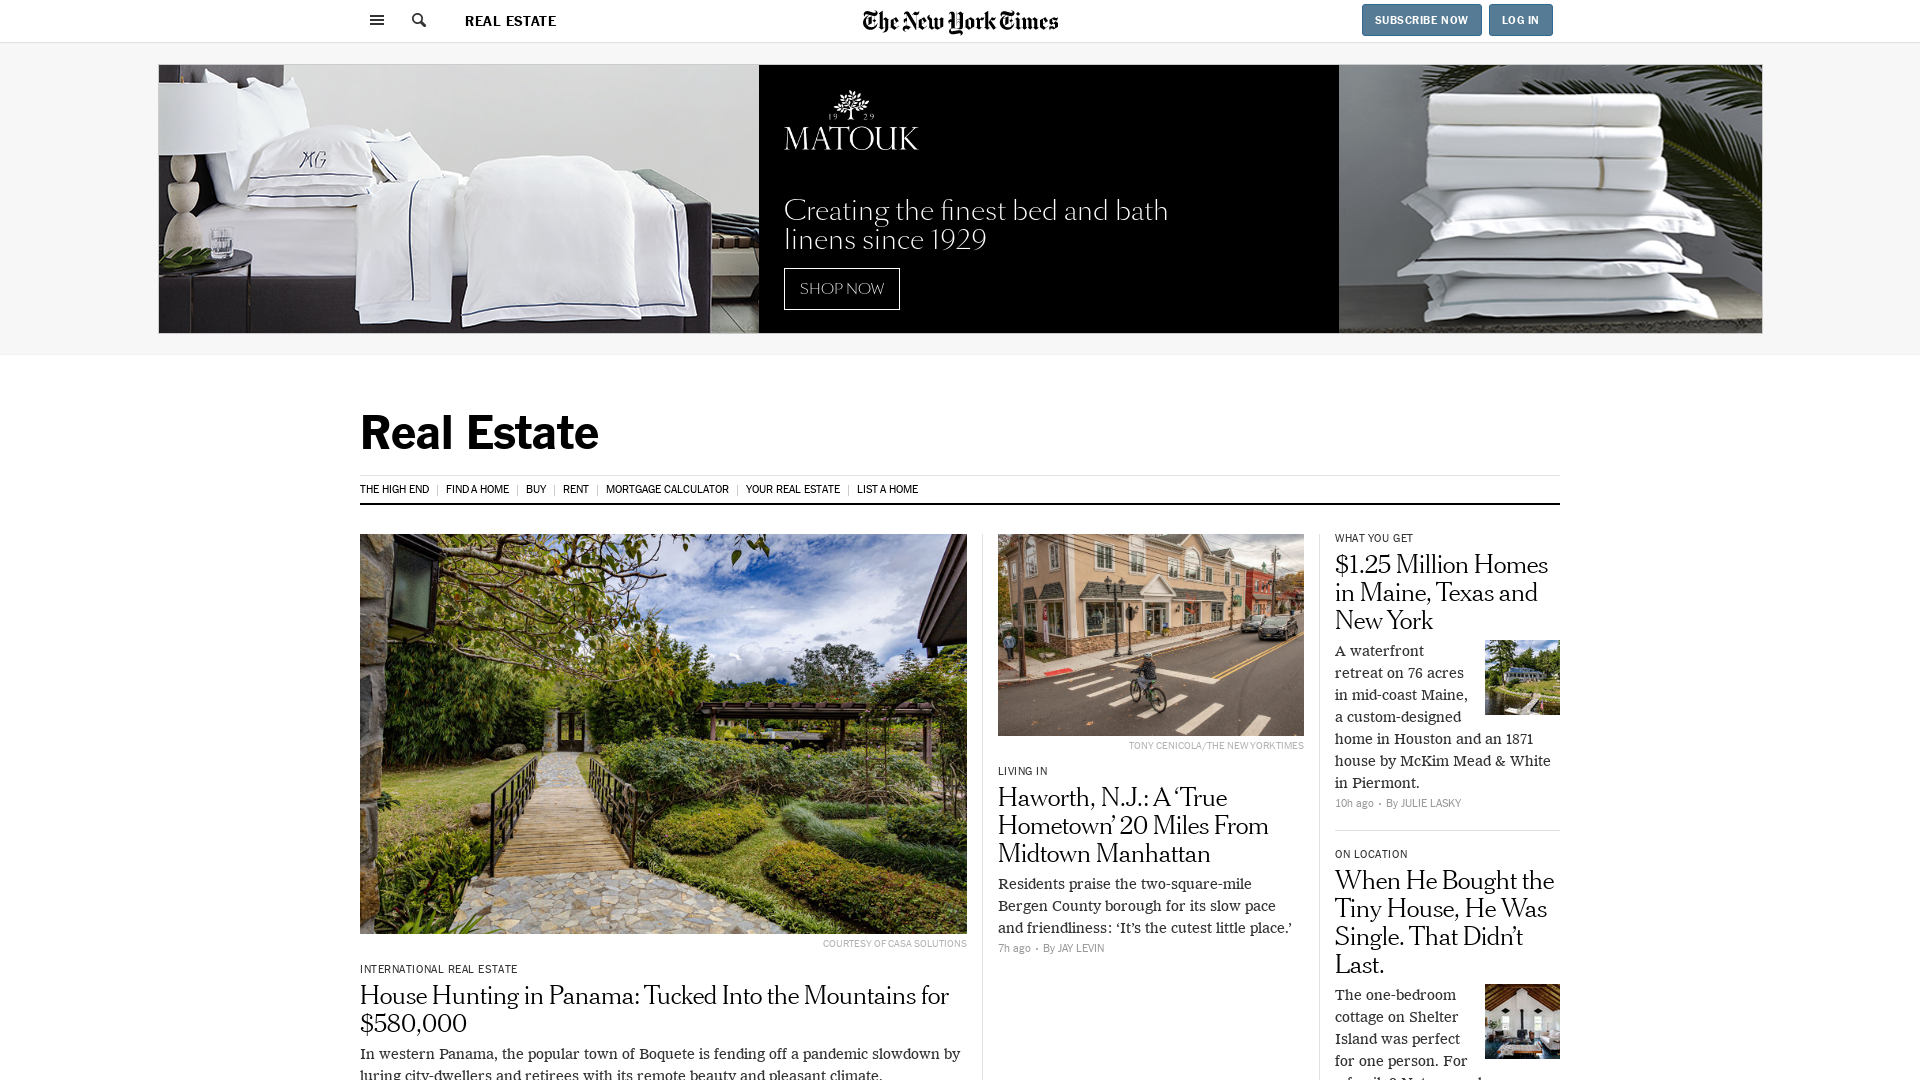 REAL ESTATE
The New York Times
SUBSCRIBE NOW
LOG IN
MG
19 29
MATOUK
Creating the finest bed and bath
linens since 1929
SHOP NOW
Real Estate
THE HIGH END
FIND A HOME
BUY
RENT
MORTGAGE CALCULATOR
YOUR REAL ESTATE
LIST A HOME
COURTESY OF CASA SOLUTIONS
INTERNATIONAL REAL ESTATE
House Hunting in Panama: Tucked Into the Mountains for
$580,000
In western Panama, the popular town of Boquete is fending off a pandemic slowdown by
luring city-dwellers and retirees with its remote beauty and pleasant climate.
TONY CENICOLA/THE NEW YORK TIMES
LIVING IN
Haworth, N.J.: A ‘True
Hometown’ 20 Miles From
Midtown Manhattan
Residents praise the two-square-mile
Bergen County borough for its slow pace
and friendliness: ‘It’s the cutest little place.’
7h ago · By JAY LEVIN
WHAT YOU GET
$1.25 Million Homes
in Maine, Texas and
New York
A waterfront
retreat on 76 acres
in mid-coast Maine,
a custom-designed
home in Houston and an 1871
house by McKim Mead & White
in Piermont.
10h ago · By JULIE LASKY
ON LOCATION
When He Bought the
Tiny House, He Was
Single. That Didn’t
Last.
The one-bedroom
cottage on Shelter
Island was perfect
for one person. For